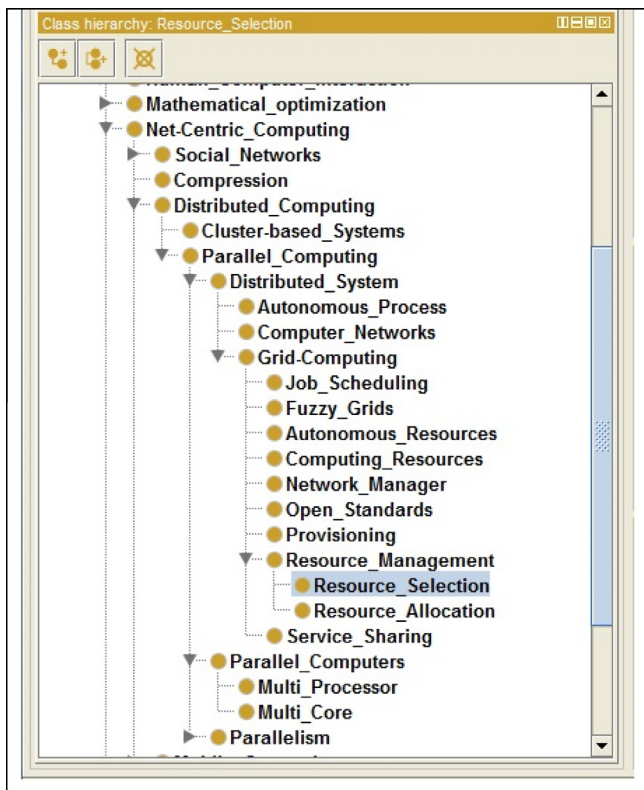 Class hierarchy: Resource_Selection
Human_Computer_Interaction
Mathematical_optimization
Net-Centric_Computing
Social_Networks
Compression
Distributed_Computing
Cluster-based_Systems
Parallel_Computing
Distributed_System
Autonomous_Process
Computer_Networks
Grid-Computing
Job_Scheduling
Fuzzy_Grids
Autonomous_Resources
Computing_Resources
Network_Manager
Open_Standards
Provisioning
Resource_Management
Resource_Selection
Resource_Allocation
Service_Sharing
Parallel_Computers
Multi_Processor
Multi_Core
Parallelism